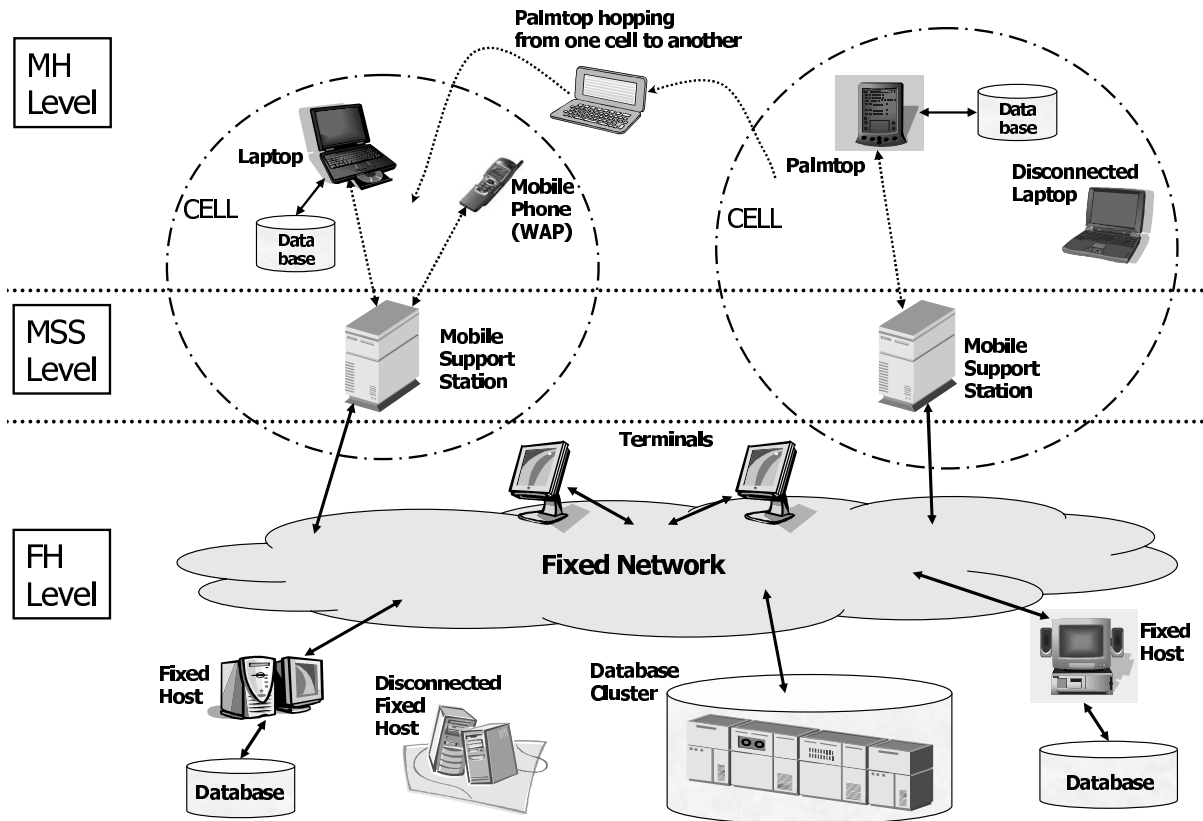 MH
Level
Palmtop hopping
from one cell to another
Laptop
CELL
Data
base
Mobile
Phone
(WAP)
Palmtop
Data
base
Disconnected
Laptop
CELL
MSS
Level
Mobile
Support
Station
Mobile
Support
Station
FH
Level
Terminals
Fixed Network
Fixed
Host
Database
Disconnected
Fixed
Host
Database
Cluster
Fixed
Host
Database